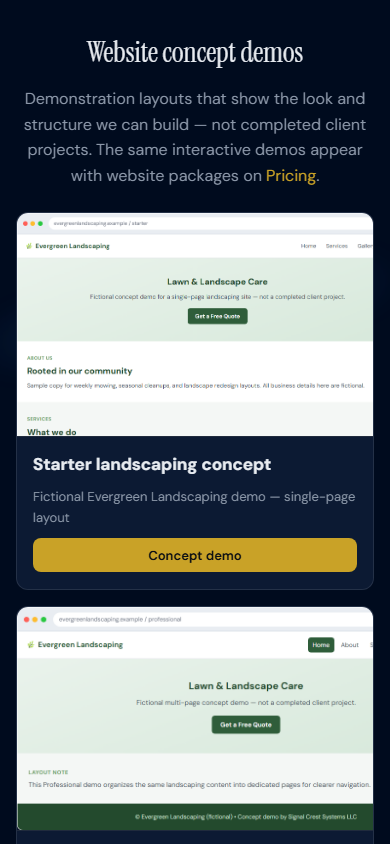 Website concept demos
Demonstration layouts that show the look and
structure we can build — not completed client
projects. The same interactive demos appear
with website packages on Pricing.
evergreenlandscaping.example / starter
Evergreen Landscaping
Home Services
Lawn & Landscape Care
Fictional concept demo for a single-page landscaping site — not a completed client project.
Get a Free Quote
ABOUT US
Rooted in our community
Sample copy for weekly mowing, seasonal cleanups, and landscape redesign layouts. All business details here are fictional.
SERVICES
What we do
Starter landscaping concept
Fictional Evergreen Landscaping demo — single-page
layout
Concept demo
evergreenlandscaping.example / professional
Evergreen Landscaping
Home About
Lawn & Landscape Care
Fictional multi-page concept demo — not a completed client project.
Get a Free Quote
LAYOUT NOTE
This Professional demo organizes the same landscaping content into dedicated pages for clearer navigation.
© Evergreen Landscaping (fictional) • Concept demo by Signal Crest Systems LLC